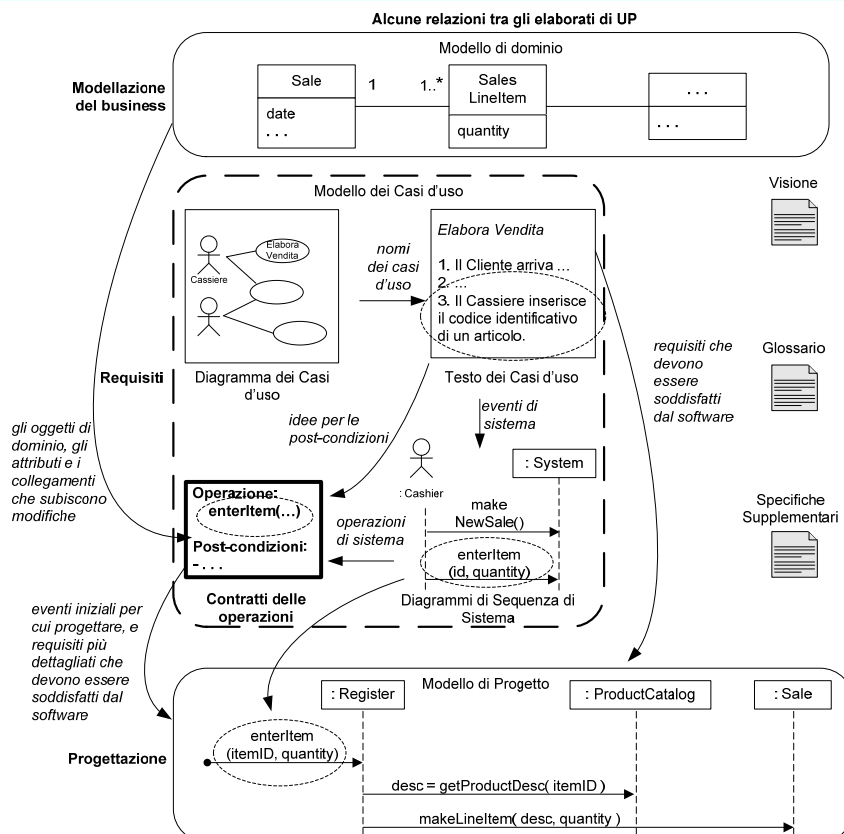 Alcune relazioni tra gli elaborati di UP
Modello di dominio
Modellazione
del business
Sale
date
. . .
1
1..*
Sales
LineItem
quantity
. . .
. . .
Modello dei Casi d'uso
Elabora
Vendita
Cassiere
Diagramma dei Casi
d'uso
nomi
dei casi
d'uso
Elabora Vendita
1. Il Cliente arriva ...
2. ...
3. Il Cassiere inserisce
il codice identificativo
di un articolo.
Testo dei Casi d'uso
Visione
Glossario
Specifiche
Supplementari
Requisiti
requisiti che
devono
essere
soddisfatti
dal software
idee per le
post-condizioni
eventi di
sistema
gli oggetti di
dominio, gli
attributi e i
collegamenti
che subiscono
modifiche
Operazione:
enterItem(...)
Post-condizioni:
- . . .
Contratti delle
operazioni
operazioni
di sistema
: Cashier
: System
make
NewSale()
enterItem
(id, quantity)
Diagrammi di Sequenza di
Sistema
eventi iniziali per
cui progettare, e
requisiti più
dettagliati che
devono essere
soddisfatti dal
software
Progettazione
Modello di Progetto
: Register
: ProductCatalog
: Sale
enterItem
(itemID, quantity)
desc = getProductDesc( itemID )
makeLineItem( desc, quantity )